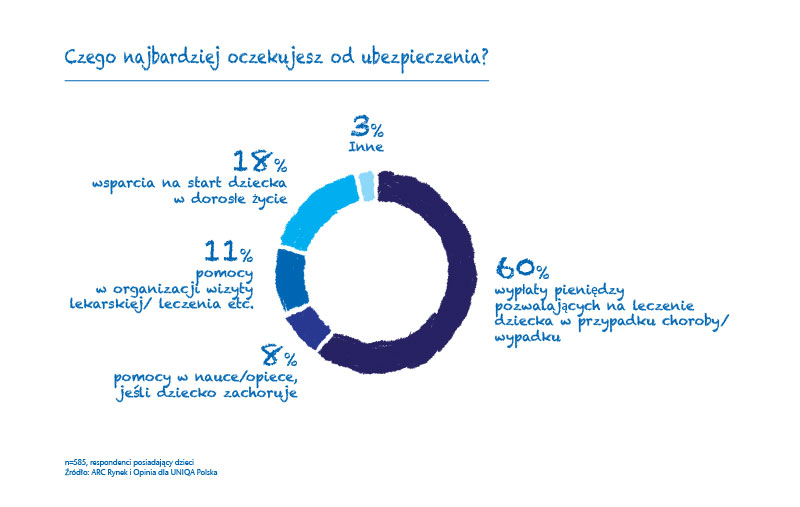 Czego najbardziej oczekujesz od ubezpieczenia?
3%
Inne
18%
wsparcia na start dziecka
w dorosłe życie
11%
pomocy
w organizacji wizyty
lekarskiej/ leczenia etc.
60%
wypłaty pieniędzy
pozwalających na leczenie
dziecka w przypadku choroby/
wypadku
8%
pomocy w nauce/opiece,
jeśli dziecko zachoruje
n=585, respondenci posiadający dzieci
Źródło: ARC Rynek i Opinia dla UNIQA Polska